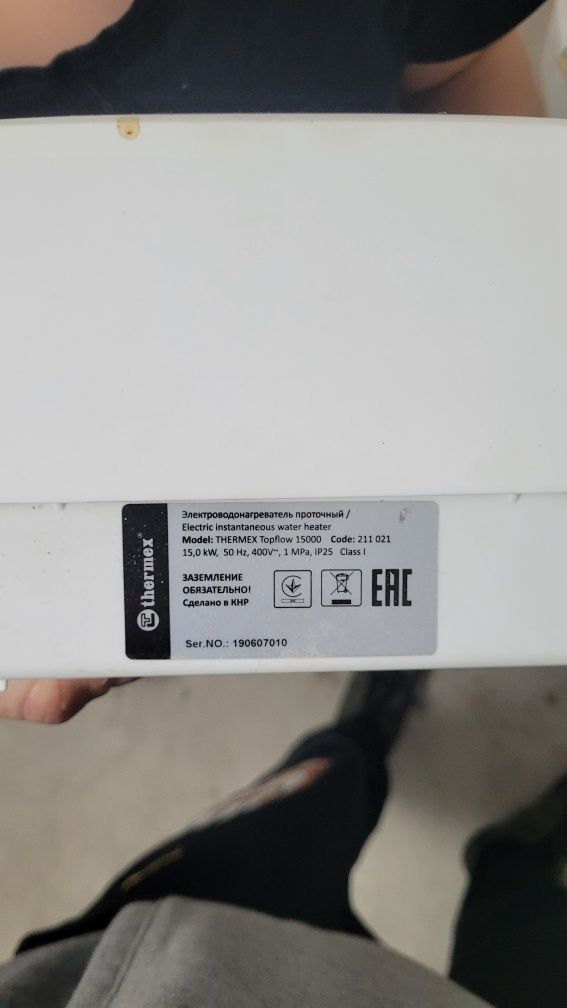 thermex®
Электроводонагреватель проточный /
Electric instantaneous water heater
Model: THERMEX Topflow 15000 Code: 211 021
15,0 kW, 50 Hz, 400V~, 1 MPa, IP25 Class I
ЗАЗЕМЛЕНИЕ
ОБЯЗАТЕЛЬНО!
Сделано в КНР
EAC
Ser.NO.: 190607010